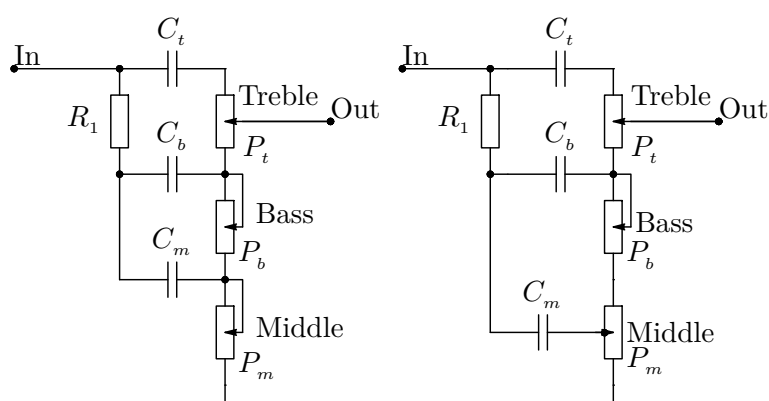 C_t
In
Treble
R_1
Out
C_b
P_t
Bass
C_m
P_b
Middle
P_m
C_t
In
Treble
R_1
Out
C_b
P_t
Bass
P_b
C_m
Middle
P_m